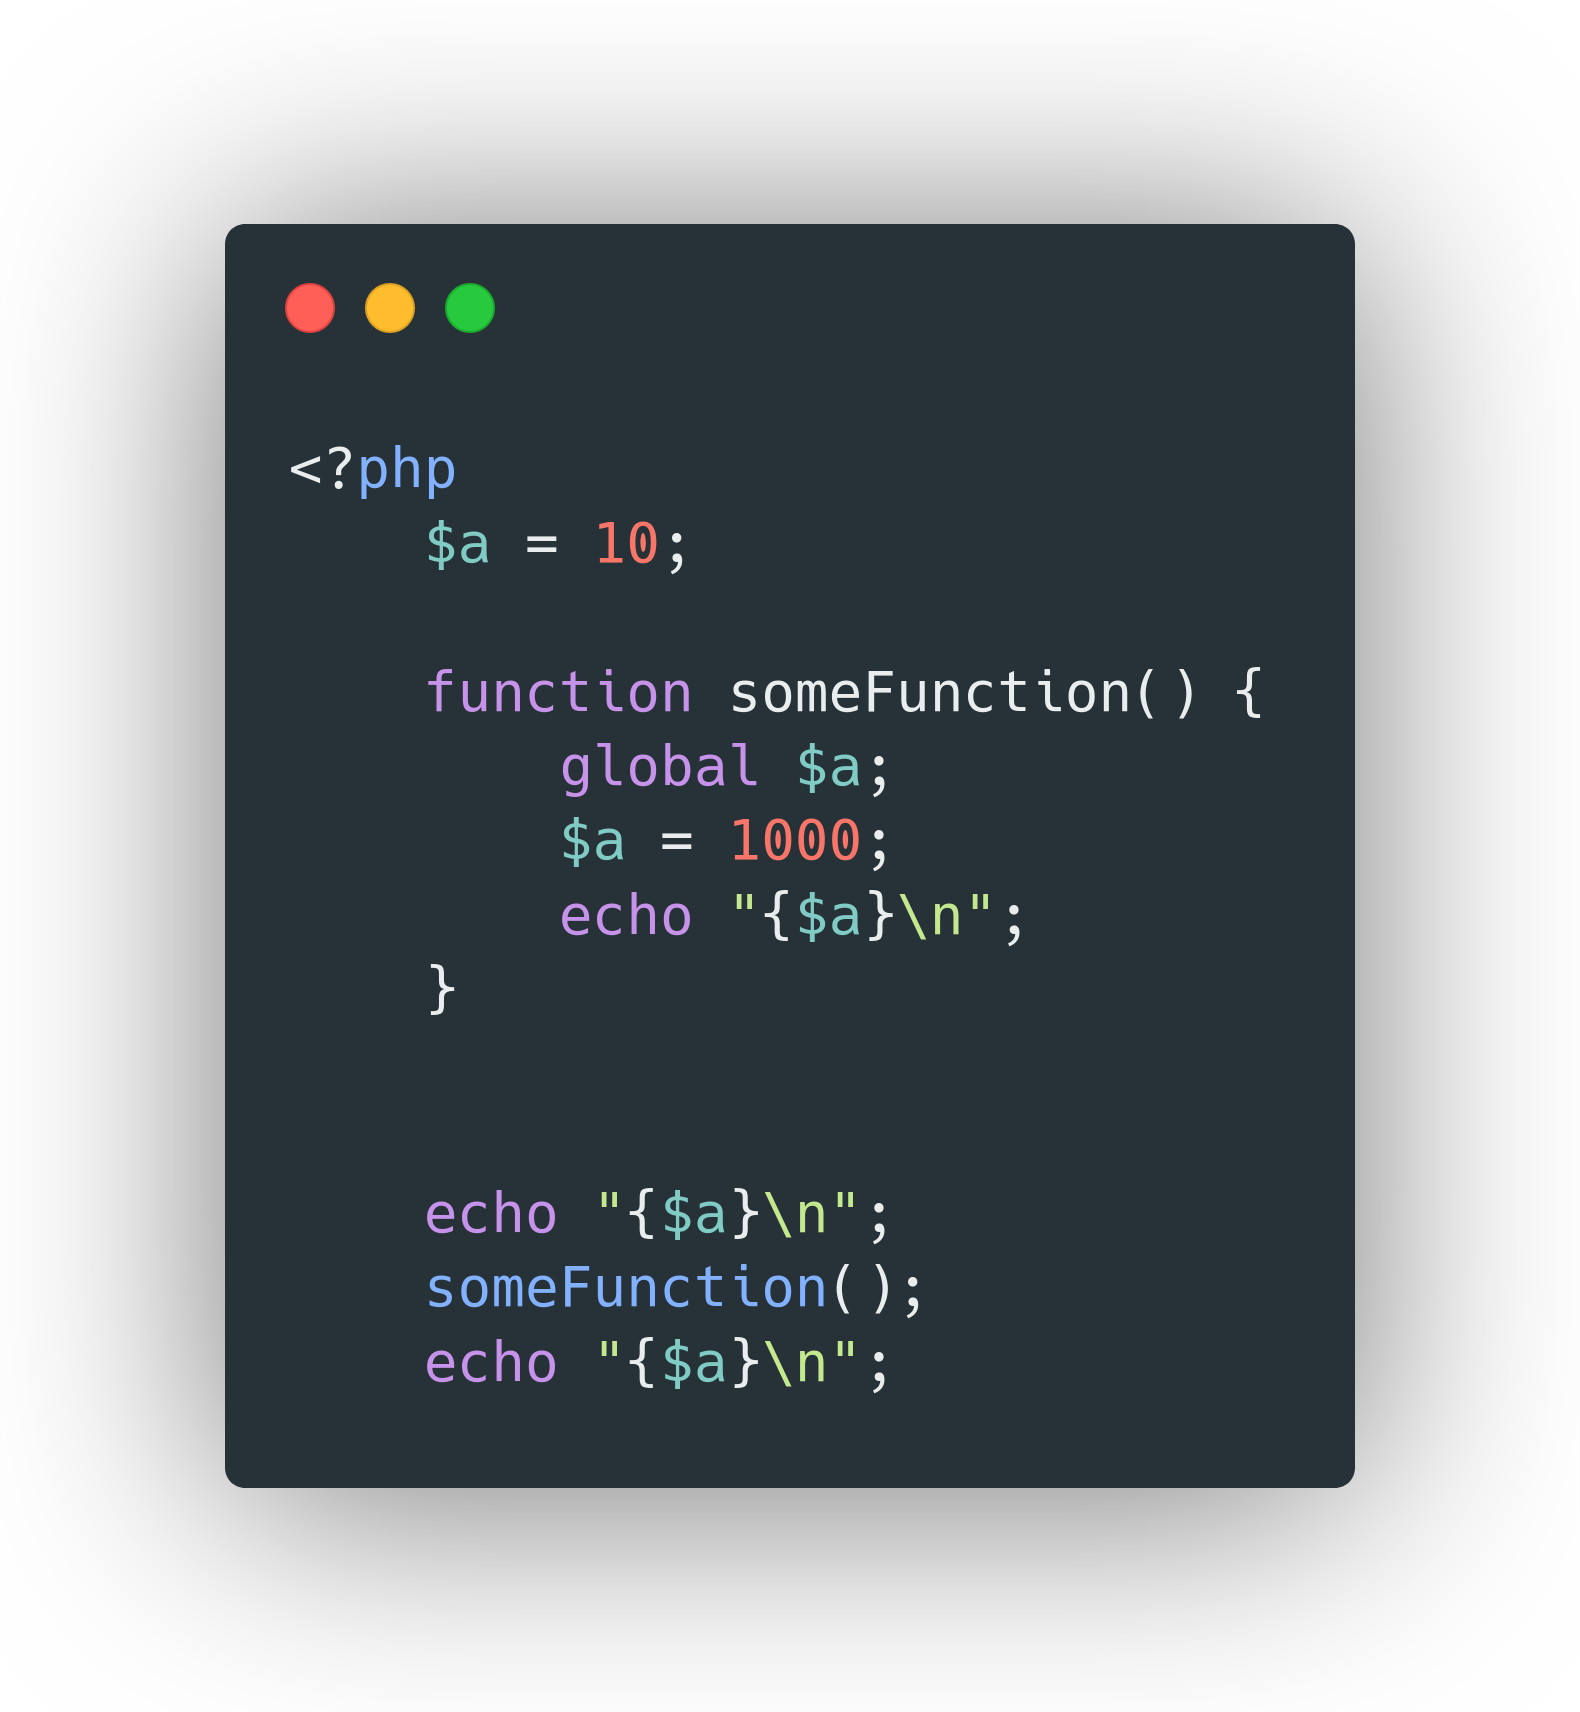 <?php
    $a = 10;

    function someFunction() {
        global $a;
        $a = 1000;
        echo "{$a}\n";
    }


    echo "{$a}\n";
    someFunction();
    echo "{$a}\n";